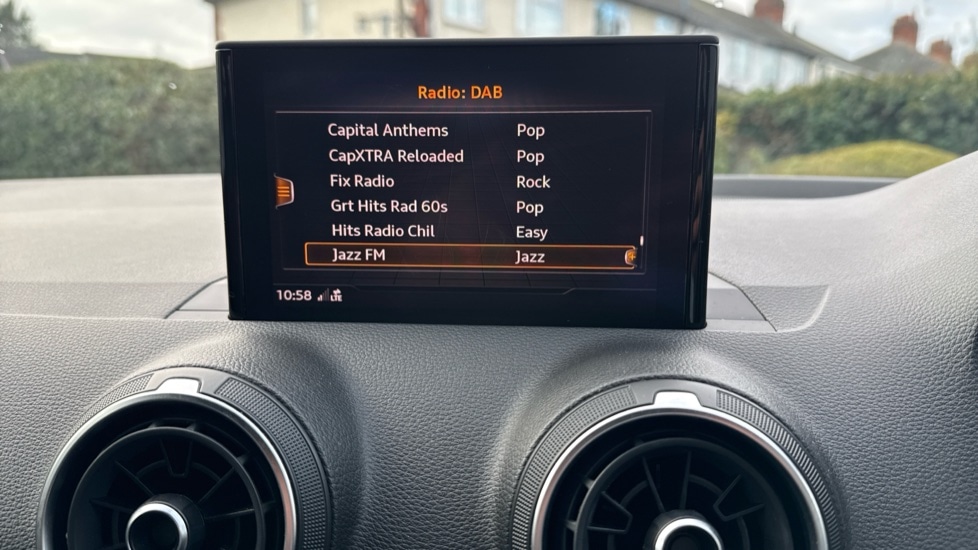 Radio: DAB
Capital Anthems Pop
CapXTRA Reloaded Pop
Fix Radio Rock
Grt Hits Rad 60s Pop
Hits Radio Chil Easy
Jazz FM Jazz
10:58 LTE